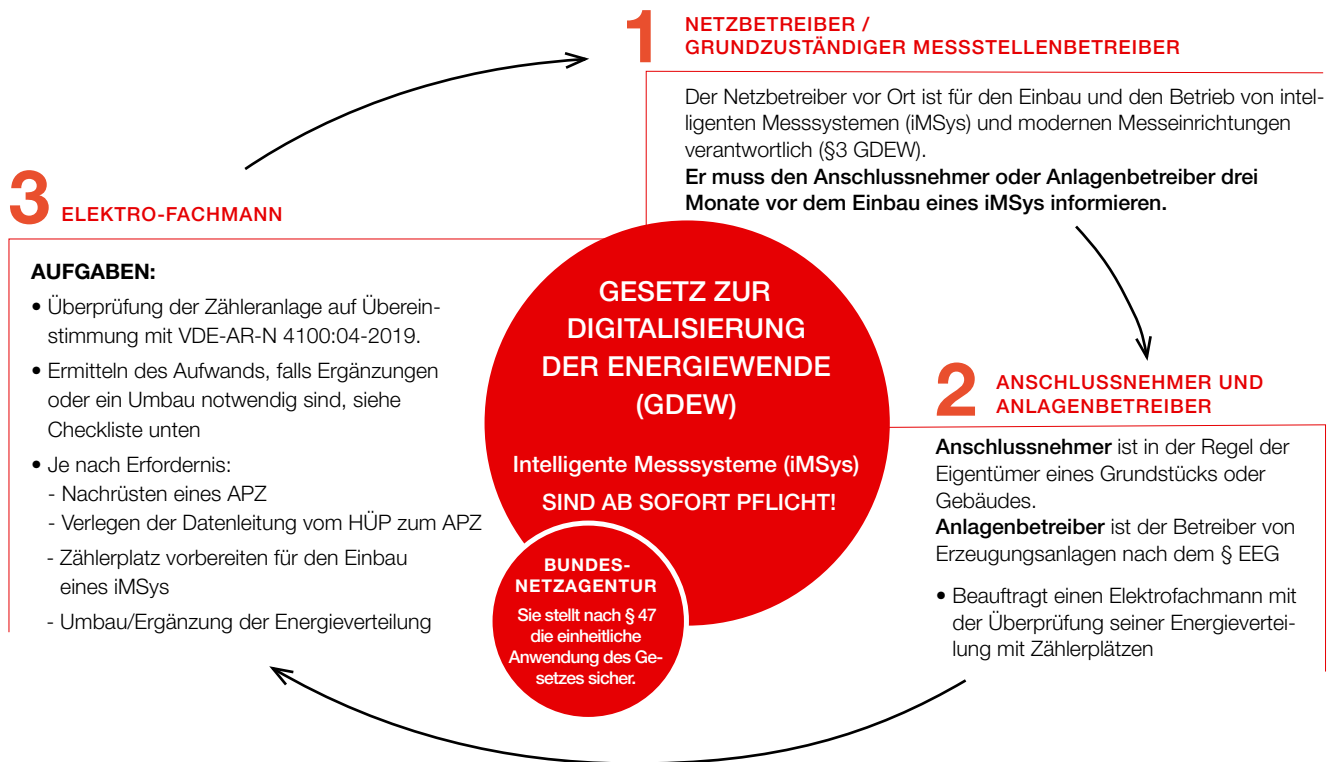 1
NETZBETREIBER /
GRUNDZUSTÄNDIGER MESSSTELLENBETREIBER
Der Netzbetreiber vor Ort ist für den Einbau und den Betrieb von intel-
ligenten Messsystemen (iMSys) und modernen Messeinrichtungen
verantwortlich (§3 GDEW).
Er muss den Anschlussnehmer oder Anlagenbetreiber drei
Monate vor dem Einbau eines iMSys informieren.
2
ANSCHLUSSNEHMER UND
ANLAGENBETREIBER
Anschlussnehmer ist in der Regel der
Eigentümer eines Grundstücks oder
Gebäudes.
Anlagenbetreiber ist der Betreiber von
Erzeugungsanlagen nach dem § EEG
• Beauftragt einen Elektrofachmann mit
der Überprüfung seiner Energievertei-
lung mit Zählerplätzen
3
ELEKTRO-FACHMANN
AUFGABEN:
• Überprüfung der Zähleranlage auf Überein-
stimmung mit VDE-AR-N 4100:04-2019.
• Ermitteln des Aufwands, falls Ergänzungen
oder ein Umbau notwendig sind, siehe
Checkliste unten
• Je nach Erfordernis:
- Nachrüsten eines APZ
- Verlegen der Datenleitung vom HÜP zum APZ
- Zählerplatz vorbereiten für den Einbau
eines iMSys
- Umbau/Ergänzung der Energieverteilung
GESETZ ZUR
DIGITALISIERUNG
DER ENERGIEWENDE
(GDEW)
Intelligente Messsysteme (iMSys)
SIND AB SOFORT PFLICHT!
BUNDES-
NETZAGENTUR
Sie stellt nach § 47
die einheitliche
Anwendung des Ge-
setzes sicher.